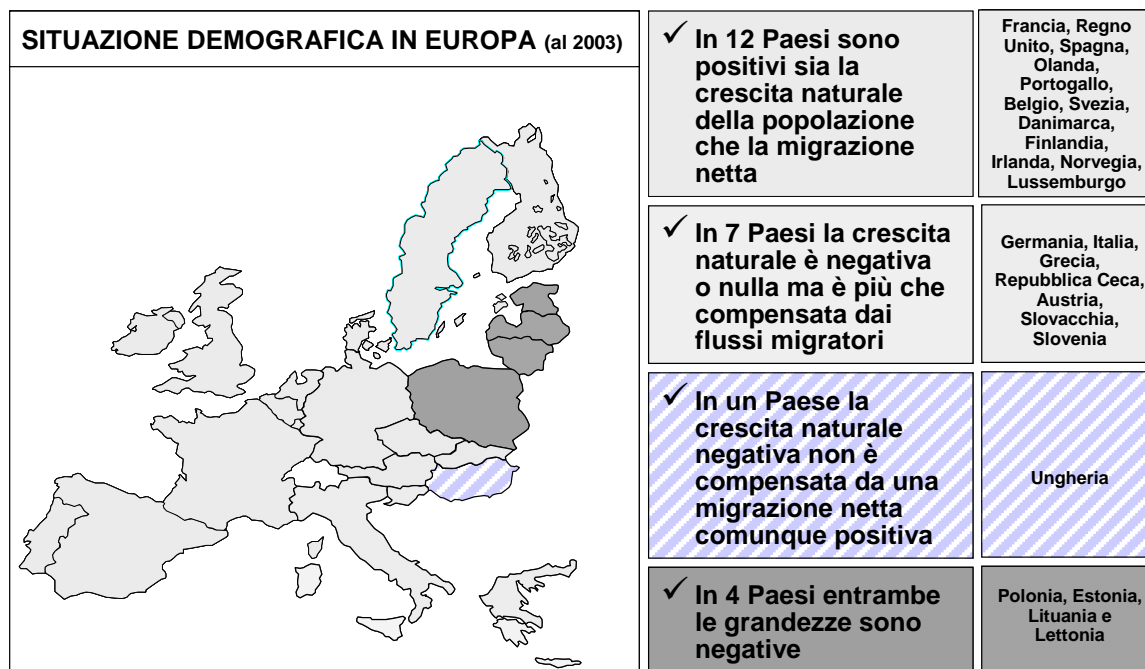 SITUAZIONE DEMOGRAFICA IN EUROPA (al 2003)
✓ In 12 Paesi sono
positivi sia la
crescita naturale
della popolazione
che la migrazione
netta
Francia, Regno
Unito, Spagna,
Olanda,
Portogallo,
Belgio, Svezia,
Danimarca,
Finlandia,
Irlanda, Norvegia,
Lussemburgo
✓ In 7 Paesi la crescita
naturale è negativa
o nulla ma è più che
compensata dai
flussi migratori
Germania, Italia,
Grecia,
Repubblica Ceca,
Austria,
Slovacchia,
Slovenia
✓ In un Paese la
crescita naturale
negativa non è
compensata da una
migrazione netta
comunque positiva
Ungheria
✓ In 4 Paesi entrambe
le grandezze sono
negative
Polonia, Estonia,
Lituania e
Lettonia